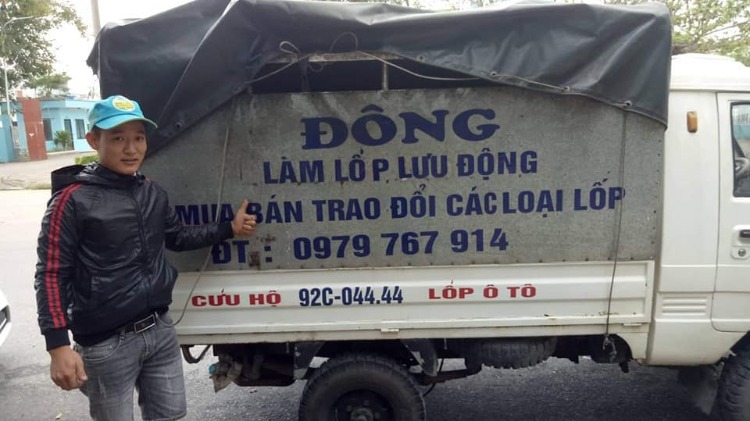 ĐÔNG
LÀM LỐP LƯU ĐỘNG
MUA BÁN TRAO ĐỔI CÁC LOẠI LỐP
ĐT : 0979 767 914
CỨU HỘ 92C-044.44 LỐP Ô TÔ